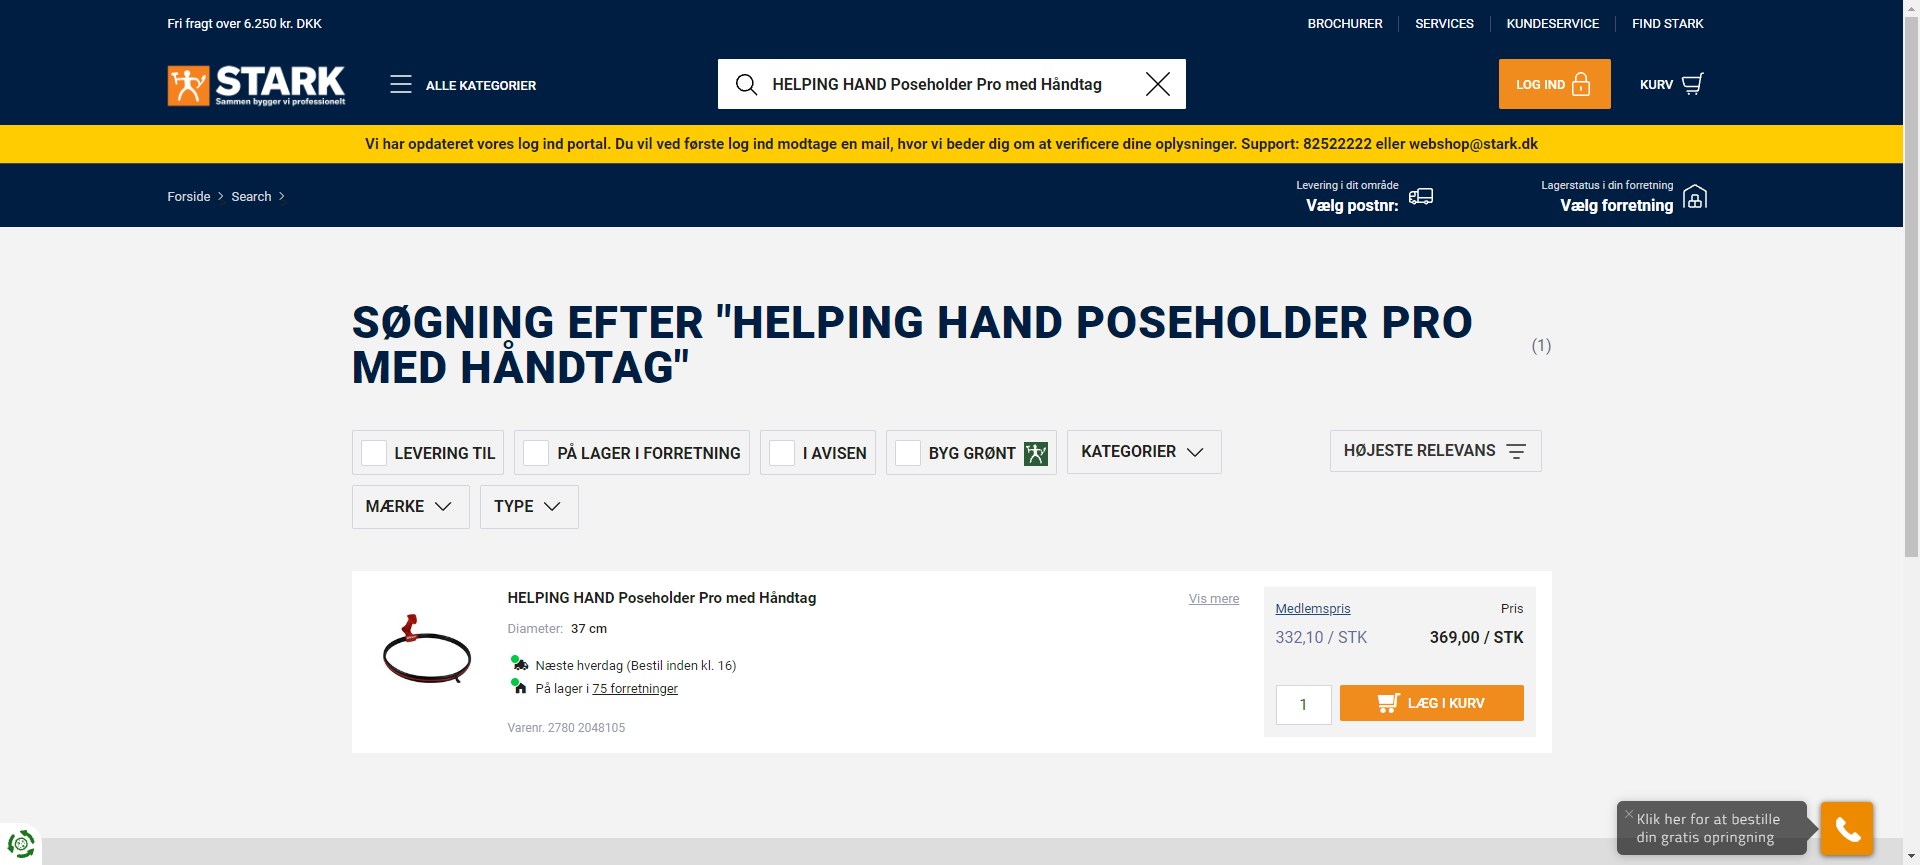 Fri fragt over 6.250 kr. DKK
BROCHURER
SERVICES
KUNDESERVICE
FIND STARK
STARK
Sammen bygger vi professionelt
ALLE KATEGORIER
HELPING HAND Poseholder Pro med Håndtag
LOG IND
KURV
Vi har opdateret vores log ind portal. Du vil ved første log ind modtage en mail, hvor vi beder dig om at verificere dine oplysninger. Support: 82522222 eller webshop@stark.dk
Forside
Search
Levering i dit område
Vælg postnr:
Lagerstatus i din forretning
Vælg forretning
SØGNING EFTER "HELPING HAND POSEHOLDER PRO
MED HÅNDTAG"
(1)
LEVERING TIL
PÅ LAGER I FORRETNING
I AVISEN
BYG GRØNT
KATEGORIER
HØJESTE RELEVANS
MÆRKE
TYPE
HELPING HAND Poseholder Pro med Håndtag
Vis mere
Diameter: 37 cm
Næste hverdag (Bestil inden kl. 16)
På lager i 75 forretninger
Varenr. 2780 2048105
Medlemspris
Pris
332,10 / STK
369,00 / STK
1
LÆG I KURV
Klik her for at bestille
din gratis opringning